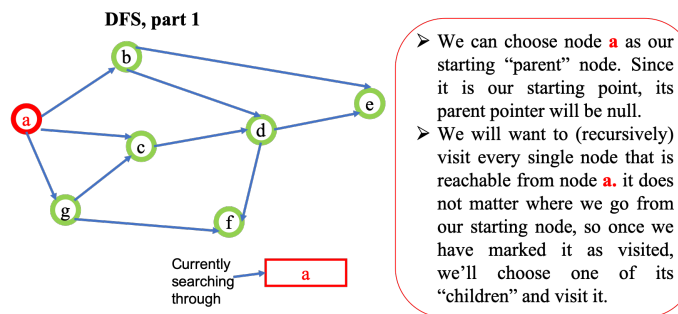 DFS, part 1
b
e
a
c
d
g
f
Currently
searching
through
a
➢ We can choose node a as our
starting “parent” node. Since
it is our starting point, its
parent pointer will be null.
➢ We will want to (recursively)
visit every single node that is
reachable from node a. it does
not matter where we go from
our starting node, so once we
have marked it as visited,
we’ll choose one of its
“children” and visit it.